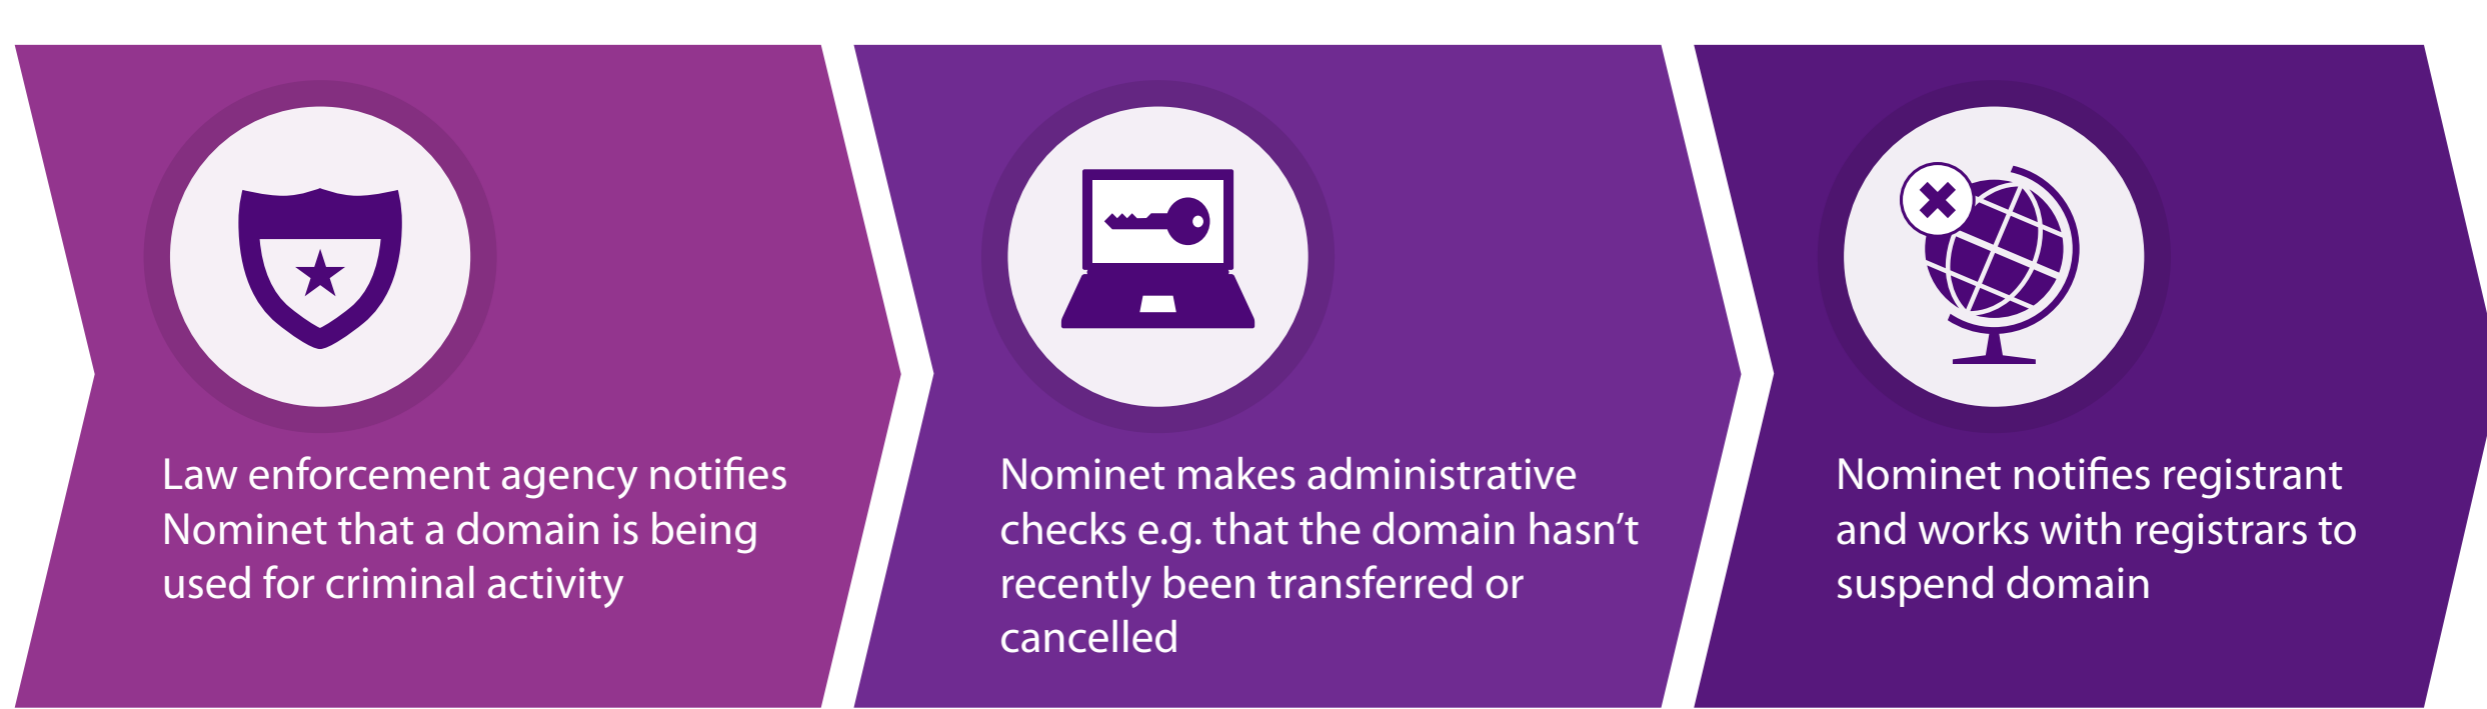 Law enforcement agency notifies
Nominet that a domain is being
used for criminal activity
Nominet makes administrative
checks e.g. that the domain hasn’t
recently been transferred or
cancelled
Nominet notifies registrant
and works with registrars to
suspend domain